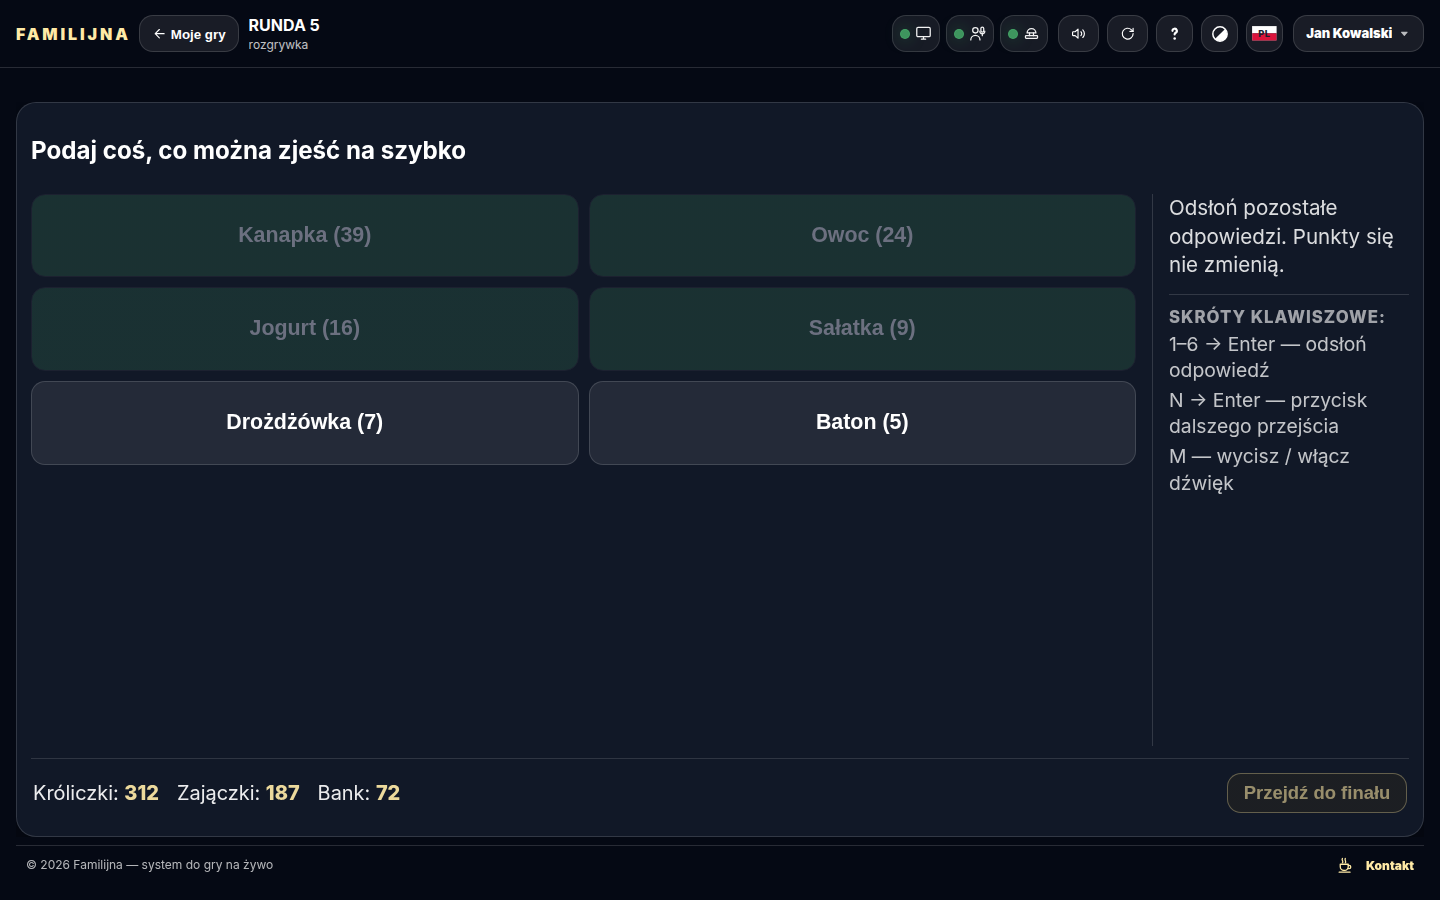 FAMILIJNA
← Moje gry
RUNDA 5
rozgrywka
?
PL
Jan Kowalski
Podaj coś, co można zjeść na szybko
Kanapka (39)
Owoc (24)
Jogurt (16)
Sałatka (9)
Drożdżówka (7)
Baton (5)
Odsłoń pozostałe
odpowiedzi. Punkty się
nie zmienią.
SKRÓTY KLAWISZOWE:
1–6 → Enter — odsłoń
odpowiedź
N → Enter — przycisk
dalszego przejścia
M — wycisz / włącz
dźwięk
Króliczki: 312 Zajączki: 187 Bank: 72
Przejdź do finału
© 2026 Familijna — system do gry na żywo
Kontakt